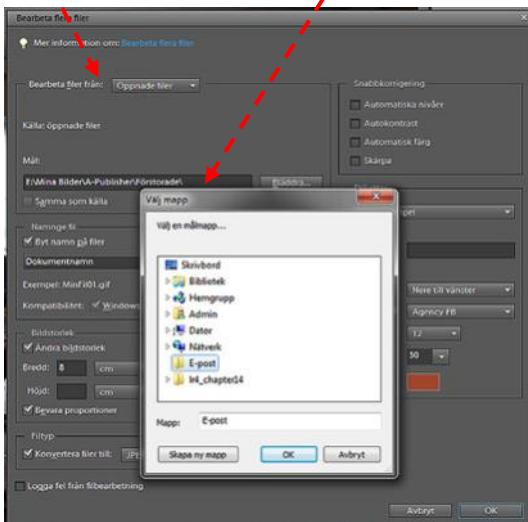 Bearbeta flera filer
Mer information om: Bearbeta flera filer
Bearbeta filer från: Öppnade filer
Källa: Öppnade filer
Mål:
F:\Mina Bilder\A-Publisher\Förstorade\
Bläddra...
Samma som källa
Namnge fil
Byt namn på filer
Dokumentnamn
Exempel: MinFil01.gif
Kompatibilitet: Windows
Bildstorlek
Ändra bildstorlek
Bredd: 8 cm
Höjd: cm
Bevara proportioner
Filtyp
Konvertera filer till:
Logga fel från filbearbetning
Snabbkorrigering
Automatiska nivåer
Autokontrast
Automatisk färg
Skärpa
Nere till vänster
Agency FB
12
50
Avbryt
OK
Välj mapp
Välj en målmapp...
Skrivbord
Bibliotek
Hemgrupp
Admin
Dator
Nätverk
E-post
lr4_chapter14
Mapp: E-post
Skapa ny mapp
OK
Avbryt